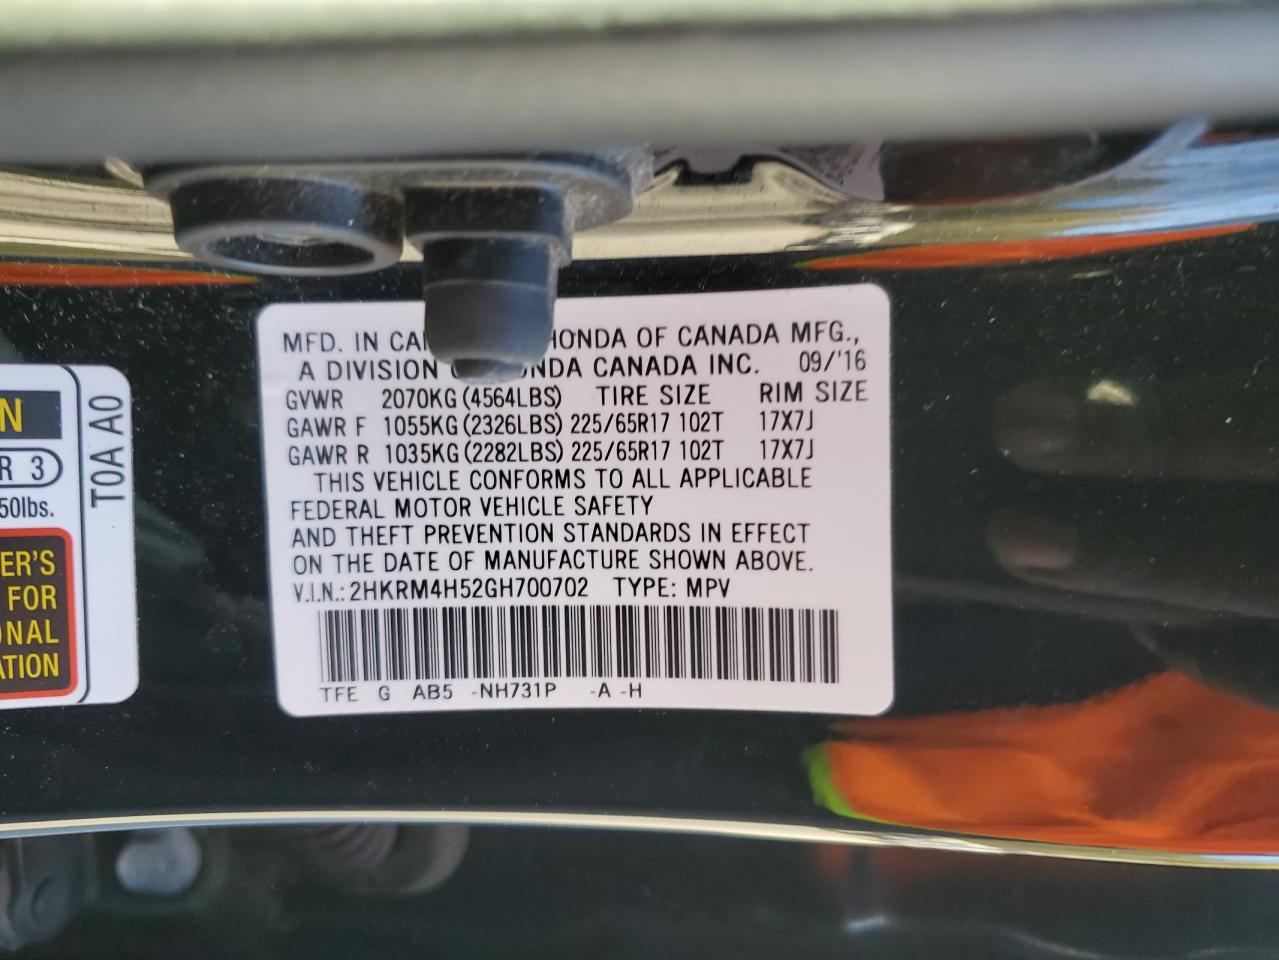 MFD. IN CA HONDA OF CANADA MFG.,
A DIVISION HONDA CANADA INC. 09/'16
GVWR 2070KG (4564LBS) TIRE SIZE RIM SIZE
GAWR F 1055KG (2326LBS) 225/65R17 102T 17X7J
GAWR R 1035KG (2282LBS) 225/65R17 102T 17X7J
THIS VEHICLE CONFORMS TO ALL APPLICABLE
FEDERAL MOTOR VEHICLE SAFETY
AND THEFT PREVENTION STANDARDS IN EFFECT
ON THE DATE OF MANUFACTURE SHOWN ABOVE.
V.I.N.: 2HKRM4H52GH700702 TYPE: MPV
TFE G AB5 -NH731P -A -H
N
R 3
50lbs.
ER'S
FOR
ONAL
ATION
T0A A0